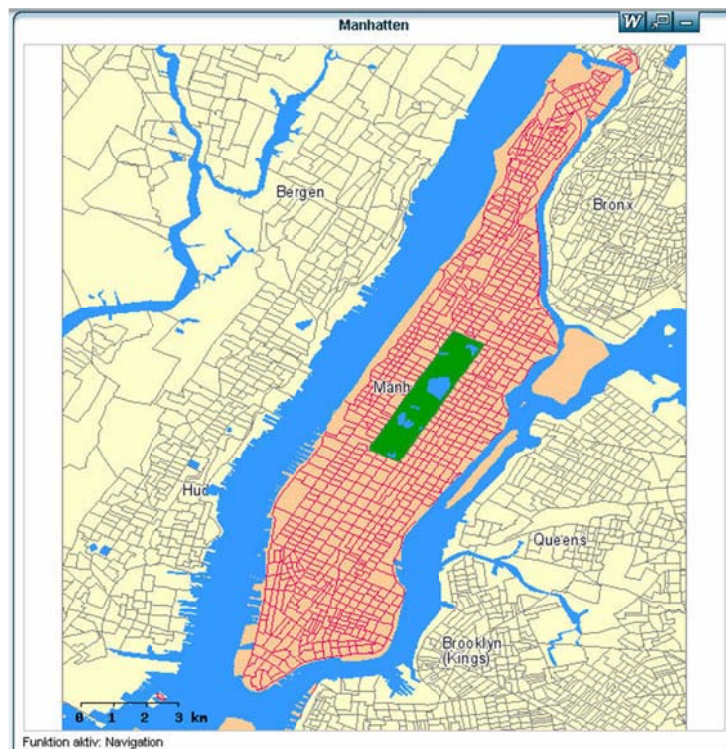 Manhatten
W
Bergen
Bronx
Manh
Hud
Queens
Brooklyn
(Kings)
0 1 2 3 km
Funktion aktiv: Navigation